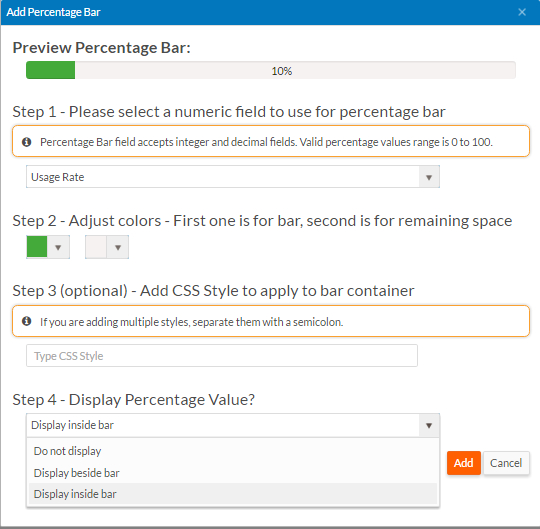 Add Percentage Bar
Preview Percentage Bar:
10%
Step 1 - Please select a numeric field to use for percentage bar
Percentage Bar field accepts integer and decimal fields. Valid percentage values range is 0 to 100.
Usage Rate
Step 2 - Adjust colors - First one is for bar, second is for remaining space
Step 3 (optional) - Add CSS Style to apply to bar container
If you are adding multiple styles, separate them with a semicolon.
Type CSS Style
Step 4 - Display Percentage Value?
Display inside bar
Do not display
Display beside bar
Display inside bar
Add Cancel